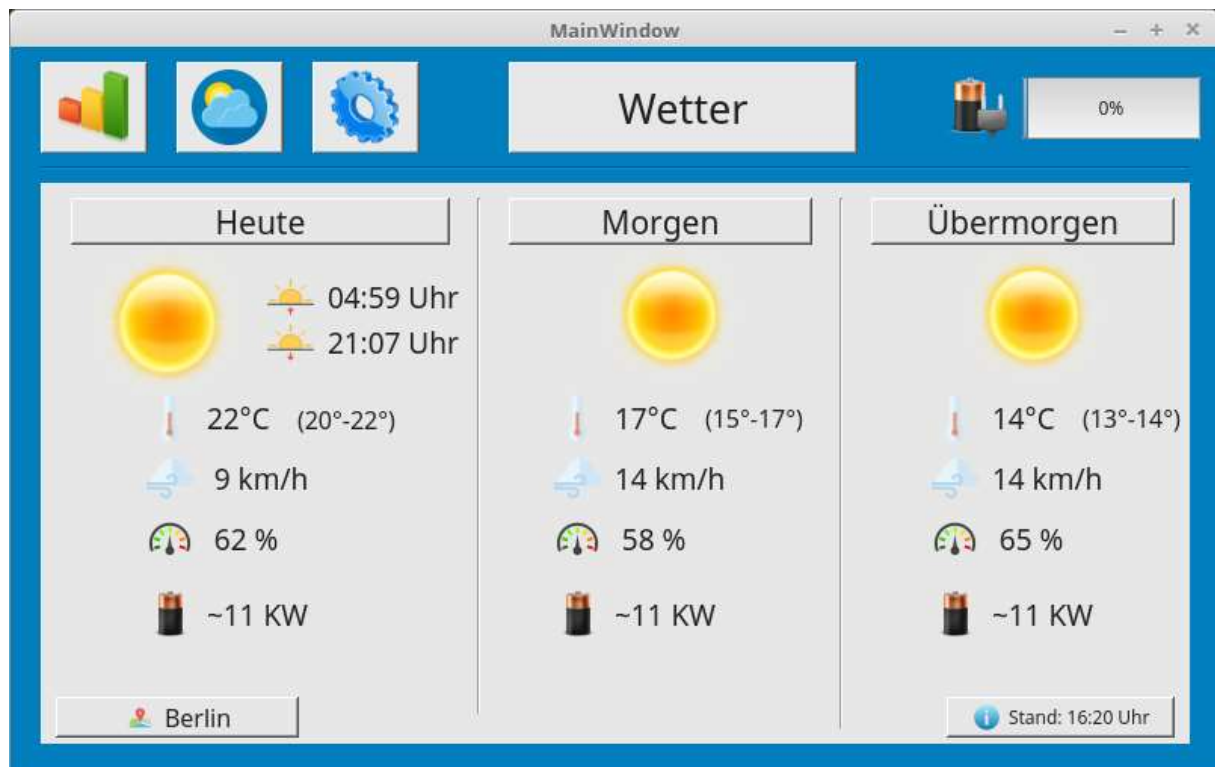 MainWindow
Wetter
0%
Heute
04:59 Uhr
21:07 Uhr
22°C (20°-22°)
9 km/h
62 %
~11 KW
Morgen
17°C (15°-17°)
14 km/h
58 %
~11 KW
Übermorgen
14°C (13°-14°)
14 km/h
65 %
~11 KW
Berlin
Stand: 16:20 Uhr